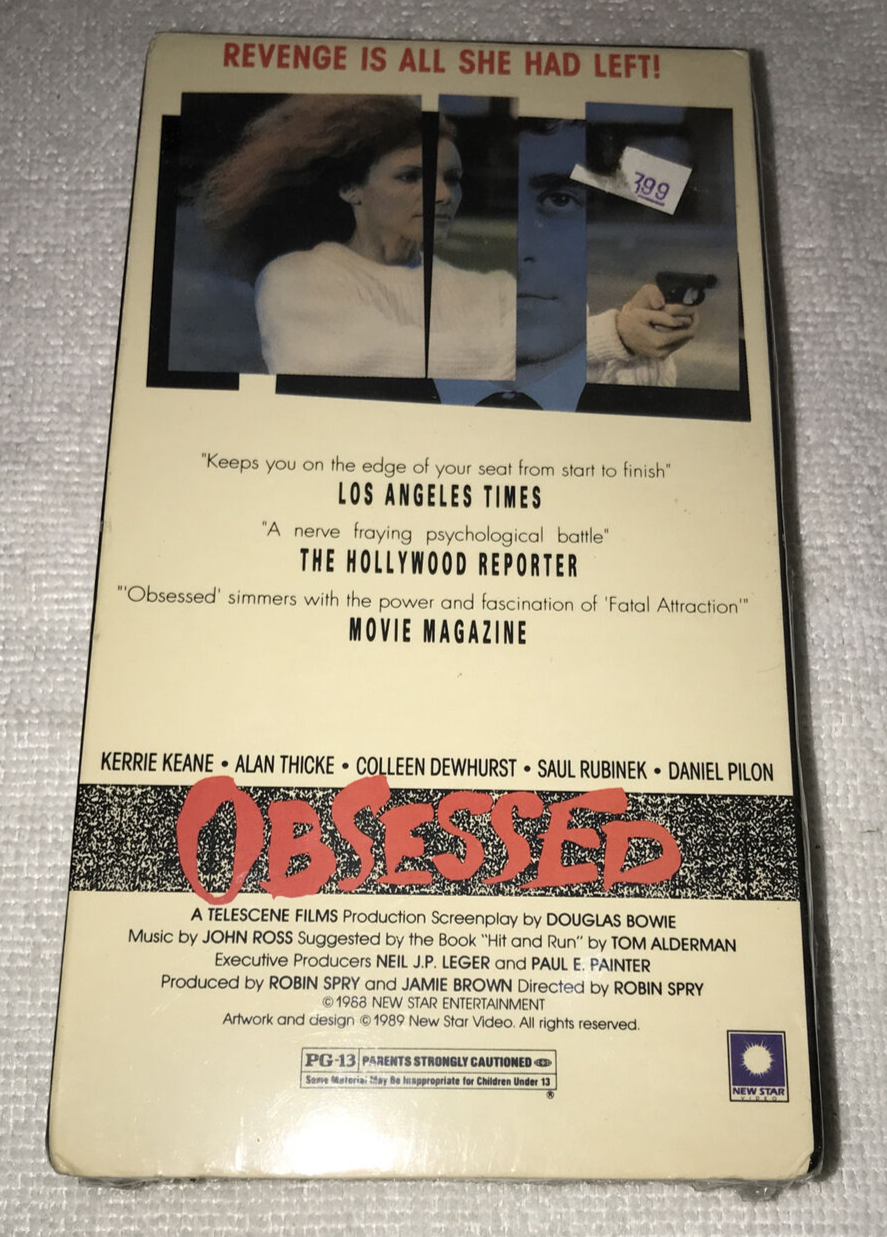 REVENGE IS ALL SHE HAD LEFT!
799
"Keeps you on the edge of your seat from start to finish"
LOS ANGELES TIMES
"A nerve fraying psychological battle"
THE HOLLYWOOD REPORTER
"'Obsessed' simmers with the power and fascination of 'Fatal Attraction'"
MOVIE MAGAZINE
KERRIE KEANE • ALAN THICKE • COLLEEN DEWHURST • SAUL RUBINEK • DANIEL PILON
OBSESSED
A TELESCENE FILMS Production Screenplay by DOUGLAS BOWIE
Music by JOHN ROSS Suggested by the Book "Hit and Run" by TOM ALDERMAN
Executive Producers NEIL J.P. LEGER and PAUL E. PAINTER
Produced by ROBIN SPRY and JAMIE BROWN Directed by ROBIN SPRY
© 1988 NEW STAR ENTERTAINMENT
Artwork and design © 1989 New Star Video. All rights reserved.
PG-13 PARENTS STRONGLY CAUTIONED
Some Material May Be Inappropriate for Children Under 13
®
NEW STAR
VIDEO